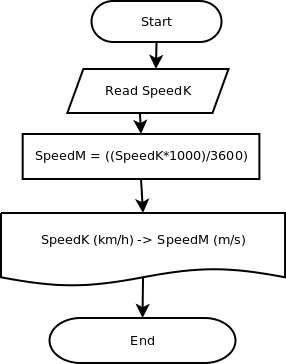 Start
Read SpeedK
SpeedM = ((SpeedK*1000)/3600)
SpeedK (km/h) -> SpeedM (m/s)
End